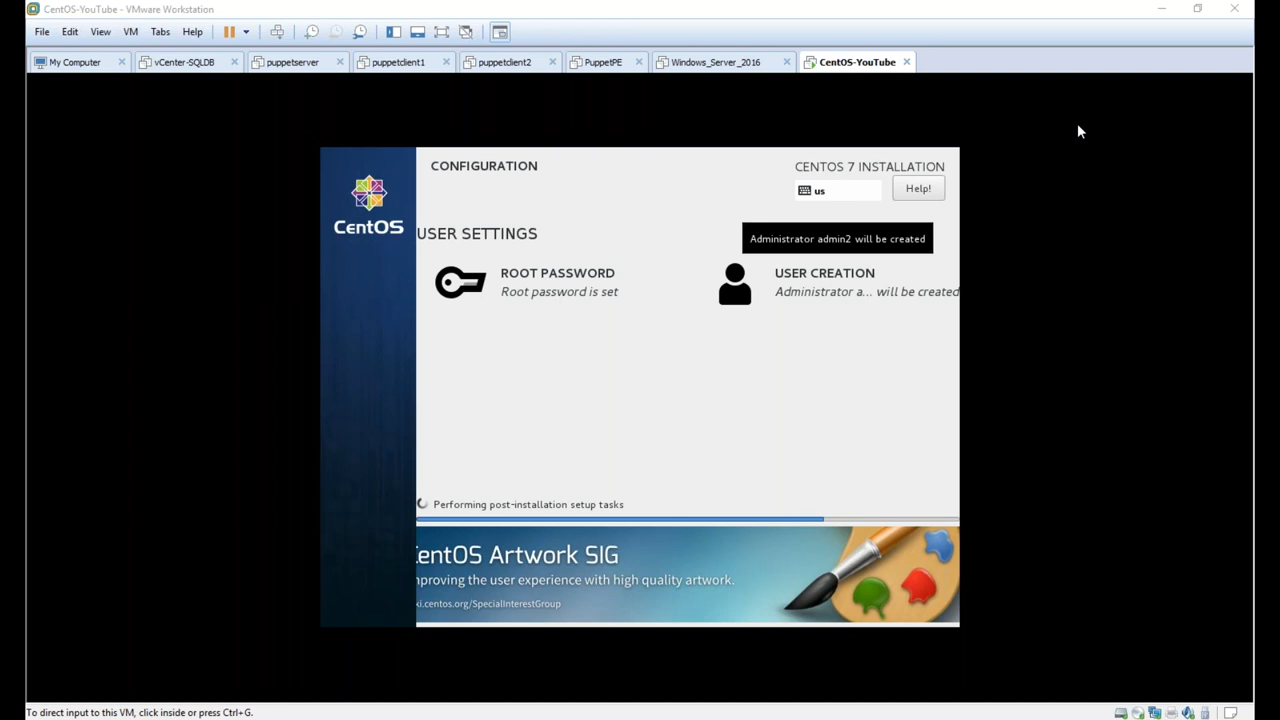 CentOS-YouTube - VMware Workstation
File Edit View VM Tabs Help
My Computer vCenter-SQLDB puppetserver puppetclient1 puppetclient2 PuppetPE Windows_Server_2016 CentOS-YouTube
CentOS
CONFIGURATION
CENTOS 7 INSTALLATION
us
Help!
USER SETTINGS
Administrator admin2 will be created
ROOT PASSWORD
Root password is set
USER CREATION
Administrator a... will be created
Performing post-installation setup tasks
entOS Artwork SIG
proving the user experience with high quality artwork.
ki.centos.org/SpecialInterestGroup
To direct input to this VM, click inside or press Ctrl+G.